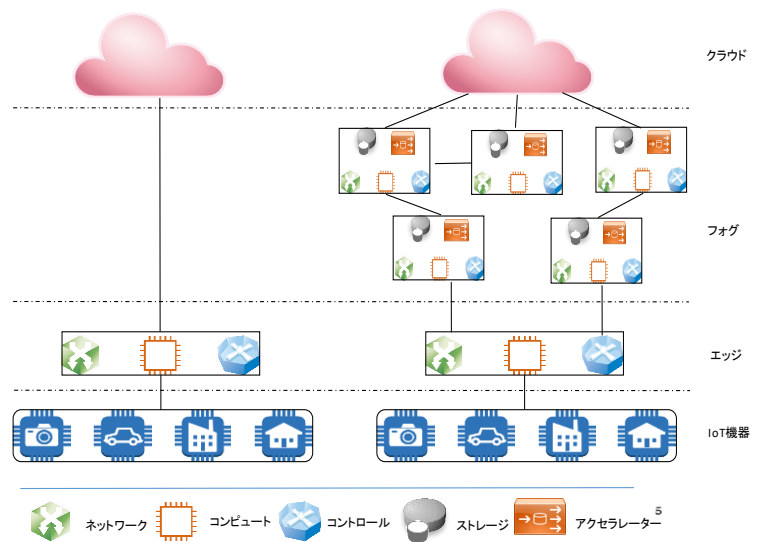 クラウド
フォグ
エッジ
IoT機器
ネットワーク
コンピュート
コントロール
ストレージ
アクセラレーター
5